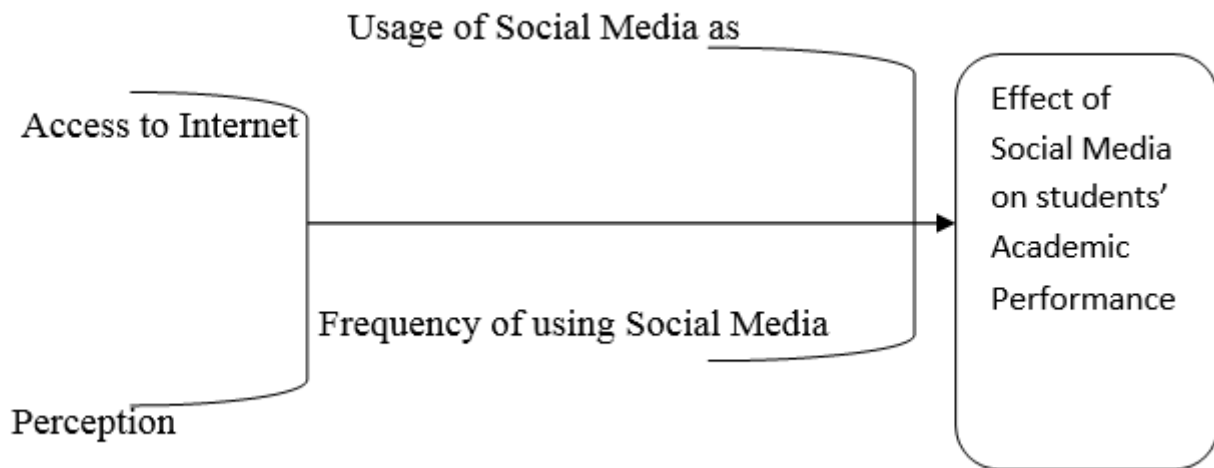 Usage of Social Media as
Access to Internet
Frequency of using Social Media
Perception
Effect of
Social Media
on students’
Academic
Performance